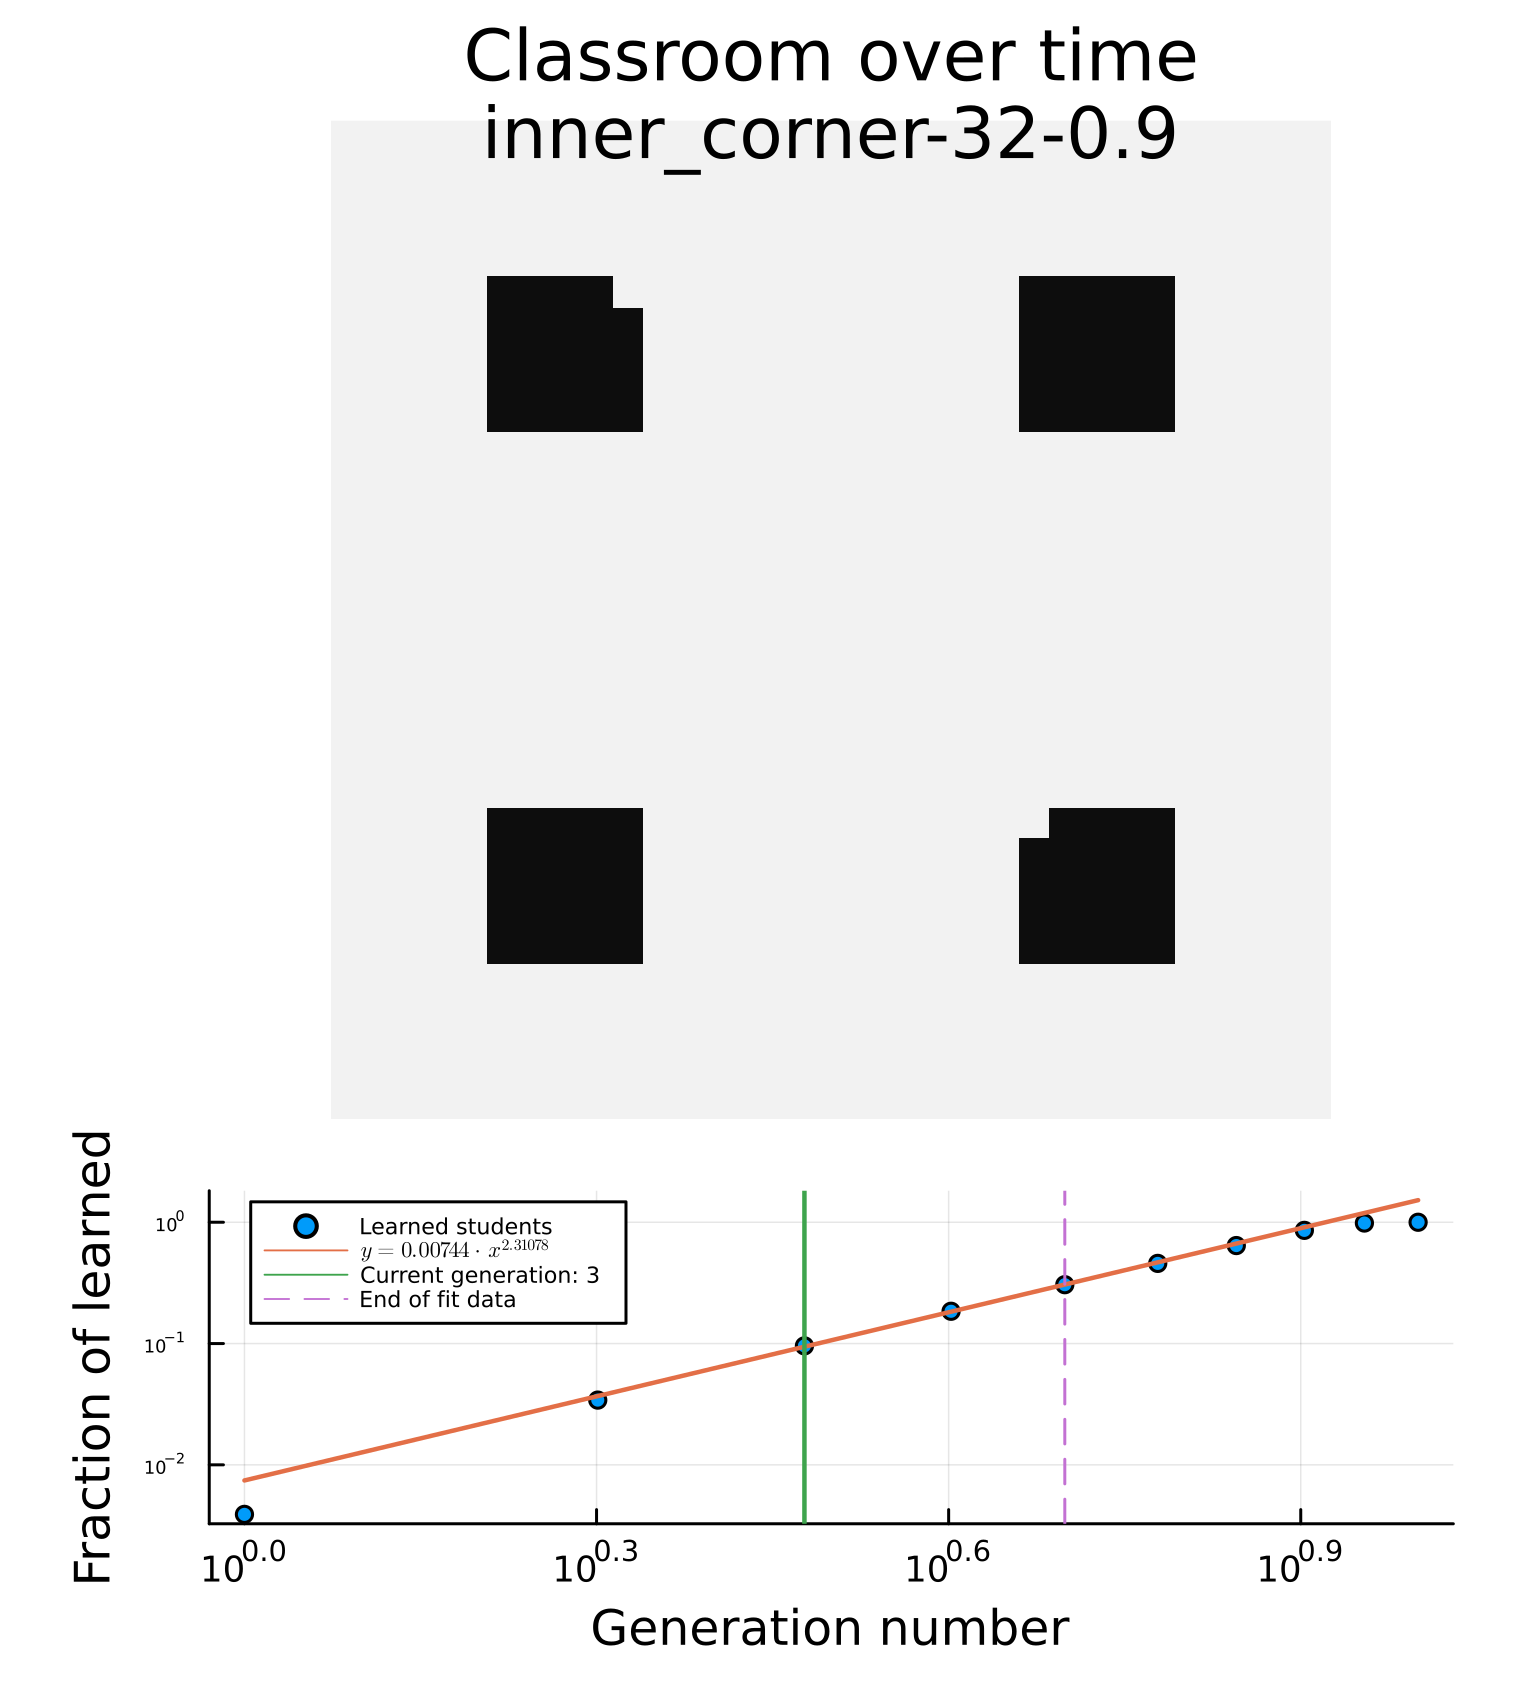 Classroom over time
inner_corner-32-0.9
Fraction of learned
10^0
10^−1
10^−2
Learned students
y = 0.00744 · x^2.31078
Current generation: 3
End of fit data
10^0.0 10^0.3 10^0.6 10^0.9
Generation number